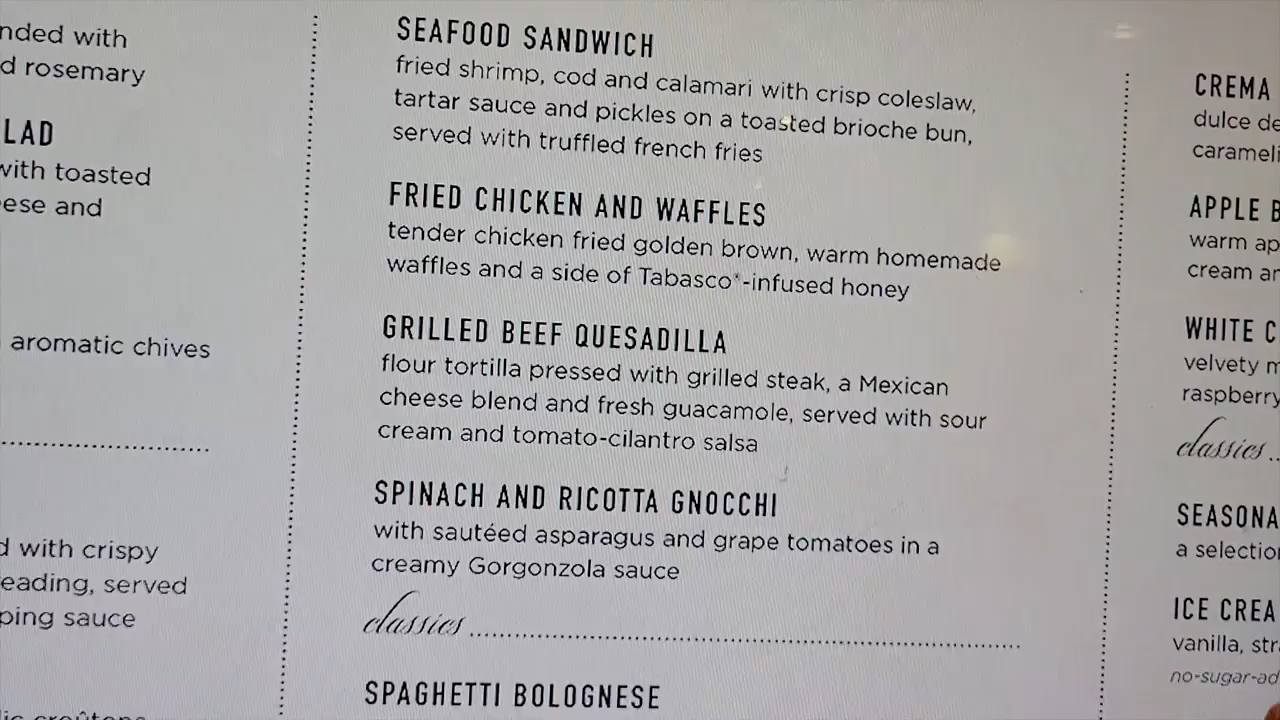 nded with
d rosemary
LAD
with toasted
ese and
aromatic chives
d with crispy
eading, served
ping sauce
SEAFOOD SANDWICH
fried shrimp, cod and calamari with crisp coleslaw,
tartar sauce and pickles on a toasted brioche bun,
served with truffled french fries
FRIED CHICKEN AND WAFFLES
tender chicken fried golden brown, warm homemade
waffles and a side of Tabasco®-infused honey
GRILLED BEEF QUESADILLA
flour tortilla pressed with grilled steak, a Mexican
cheese blend and fresh guacamole, served with sour
cream and tomato-cilantro salsa
SPINACH AND RICOTTA GNOCCHI
with sautéed asparagus and grape tomatoes in a
creamy Gorgonzola sauce
classics
SPAGHETTI BOLOGNESE
CREMA
dulce de
carameli
APPLE B
warm ap
cream an
WHITE C
velvety m
raspberry
classics
SEASONA
a selection
ICE CREA
vanilla, str
no-sugar-ad